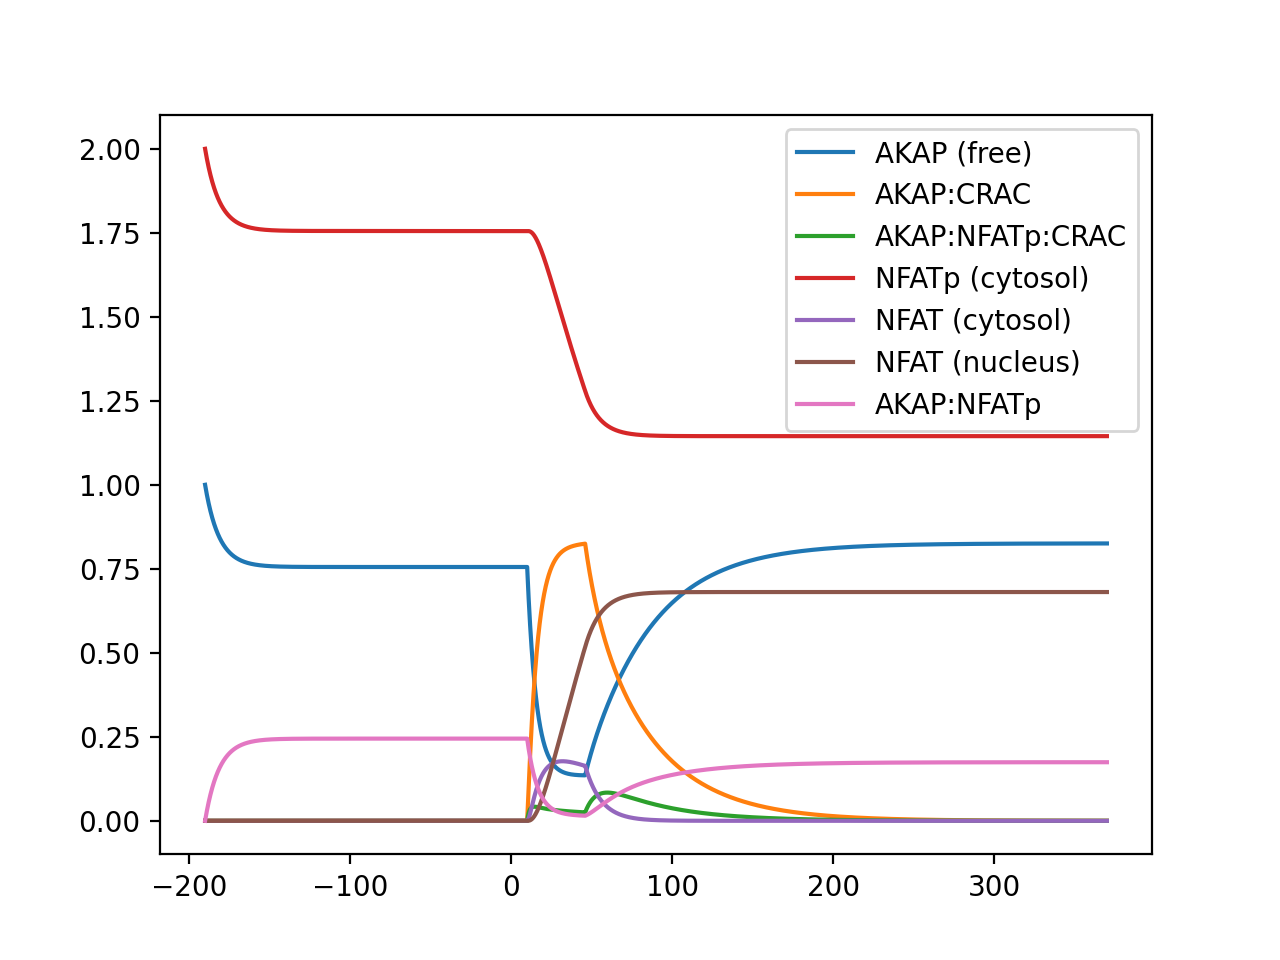 2.00
1.75
1.50
1.25
1.00
0.75
0.50
0.25
0.00
−200
−100
0
100
200
300
AKAP (free)
AKAP:CRAC
AKAP:NFATp:CRAC
NFATp (cytosol)
NFAT (cytosol)
NFAT (nucleus)
AKAP:NFATp